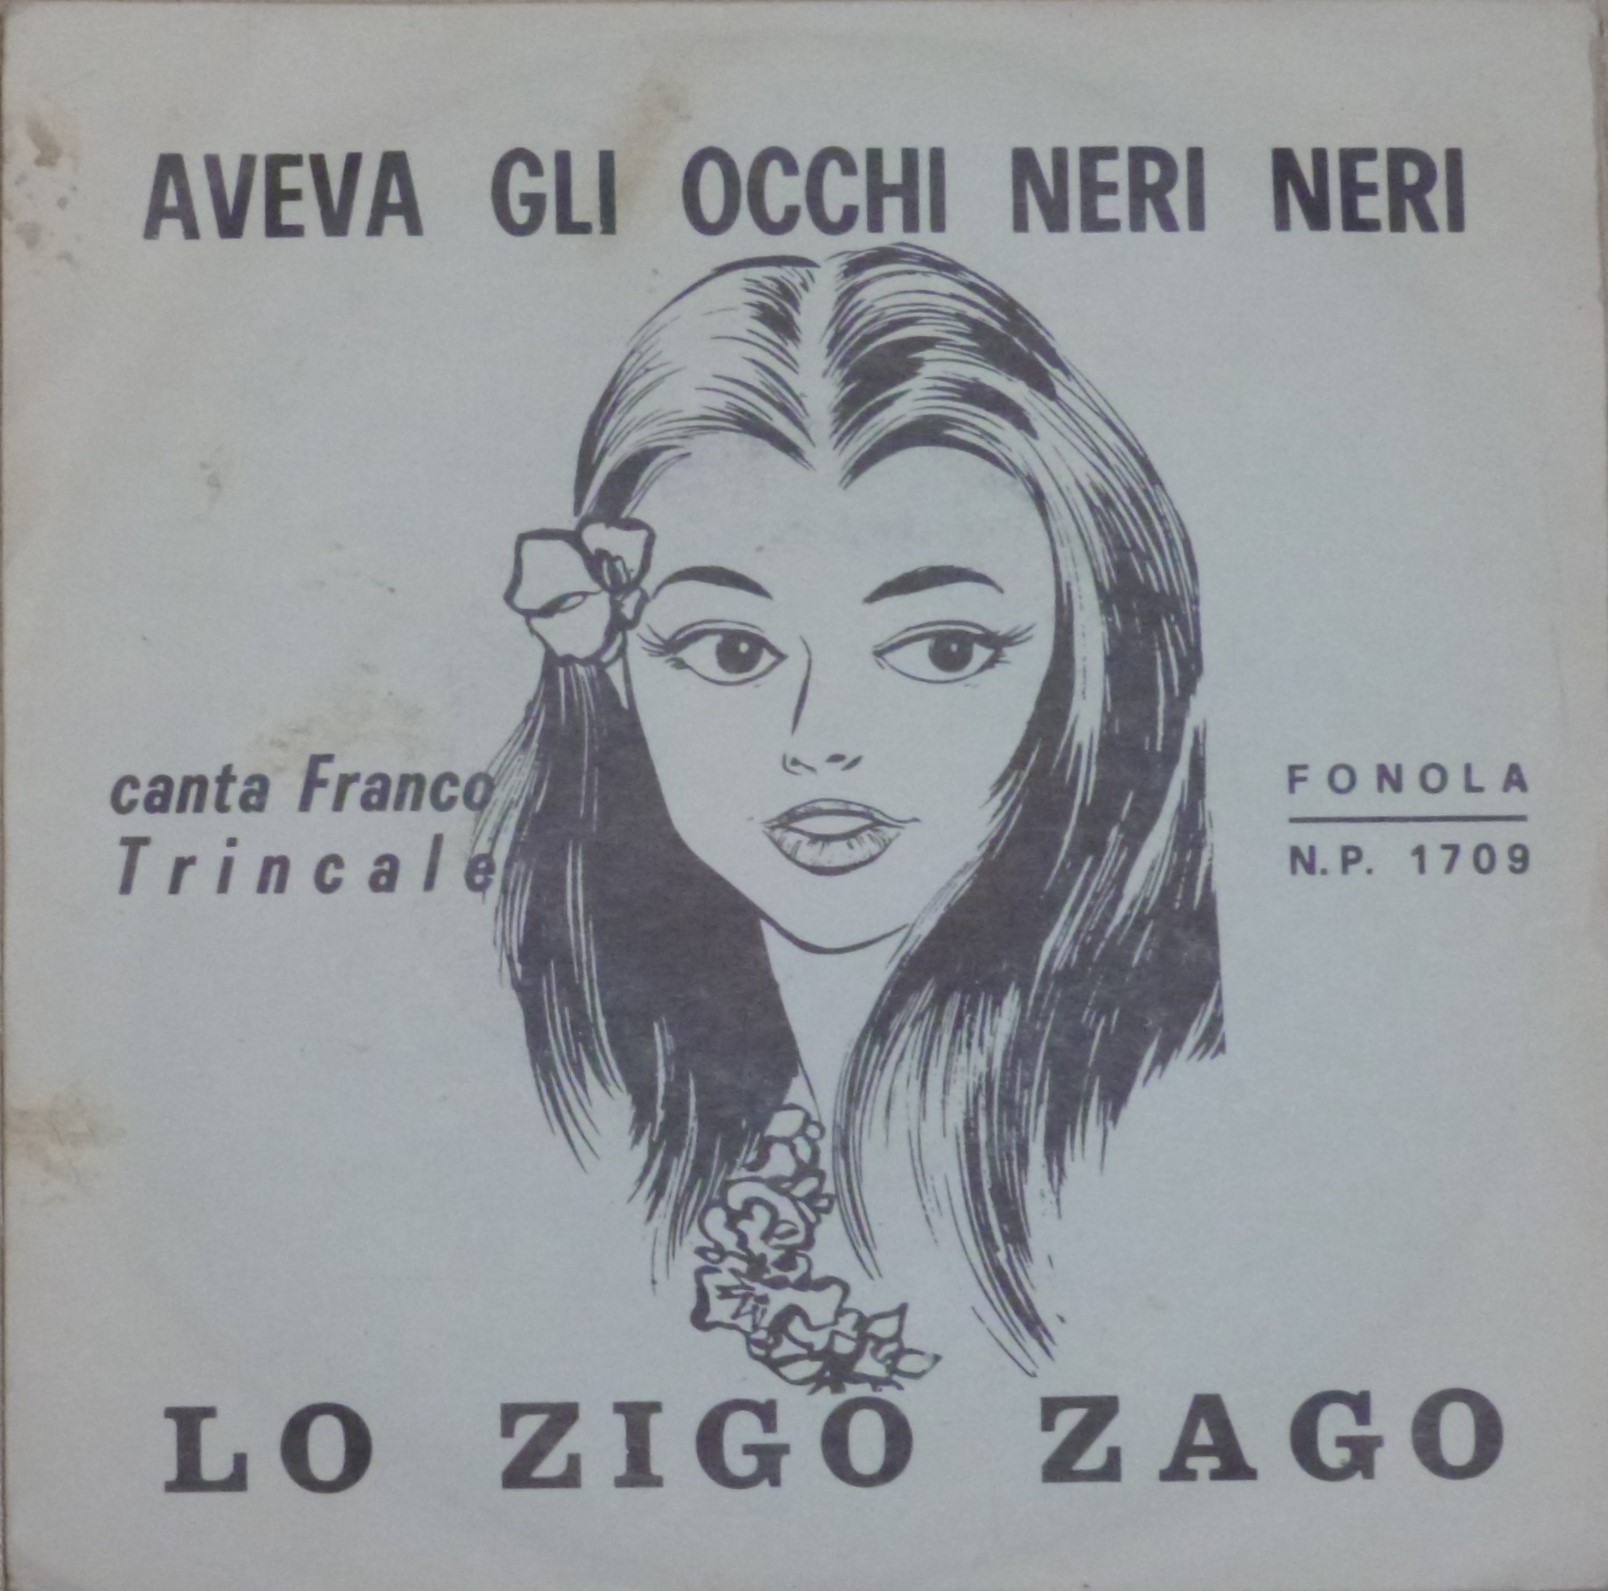 AVEVA GLI OCCHI NERI NERI
canta Franco
Trincale
FONOLA
N.P. 1709
LO ZIGO ZAGO